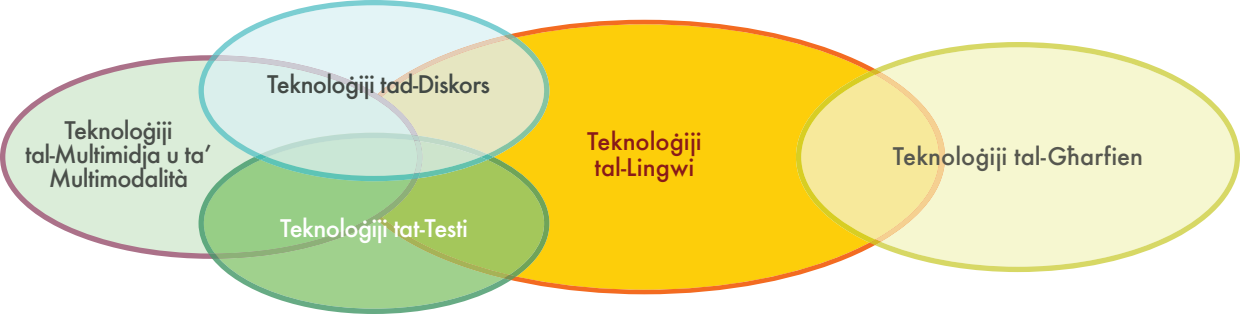 Teknoloġiji tad-Diskors
Teknoloġiji
tal-Multimidja u ta’
Multimodalità
Teknoloġiji tat-Testi
Teknoloġiji
tal-Lingwi
Teknoloġiji tal-Għarfien